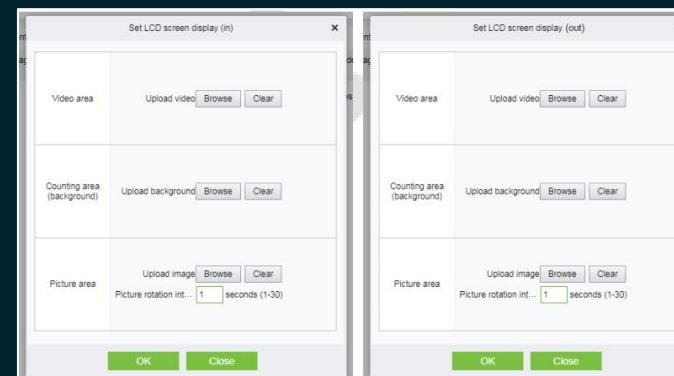 Set LCD screen display (in) ×
Video area Upload video Browse Clear
Counting area
(background) Upload background Browse Clear
Picture area Upload image Browse Clear
Picture rotation int... 1 seconds (1-30)
OK Close
Set LCD screen display (out)
Video area Upload video Browse Clear
Counting area
(background) Upload background Browse Clear
Picture area Upload image Browse Clear
Picture rotation int... 1 seconds (1-30)
OK Close